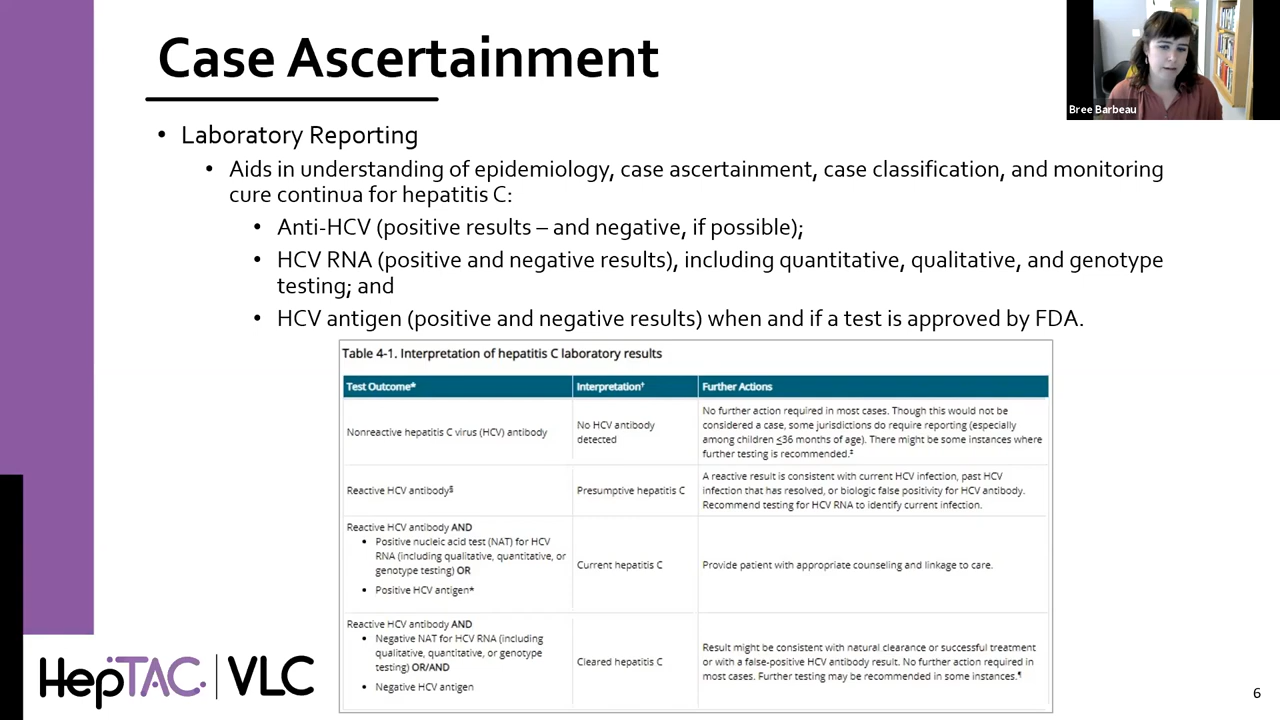 Case Ascertainment
Bree Barbeau
• Laboratory Reporting
• Aids in understanding of epidemiology, case ascertainment, case classification, and monitoring
cure continua for hepatitis C:
• Anti-HCV (positive results – and negative, if possible);
• HCV RNA (positive and negative results), including quantitative, qualitative, and genotype
testing; and
• HCV antigen (positive and negative results) when and if a test is approved by FDA.
Table 4-1. Interpretation of hepatitis C laboratory results
Test Outcome* Interpretation† Further Actions
Nonreactive hepatitis C virus (HCV) antibody
No HCV antibody
detected
No further action required in most cases. Though this would not be
considered a case, some jurisdictions do require reporting (especially
among children ≤36 months of age). There might be some instances where
further testing is recommended.‡
Reactive HCV antibody§
Presumptive hepatitis C
A reactive result is consistent with current HCV infection, past HCV
infection that has resolved, or biologic false positivity for HCV antibody.
Recommend testing for HCV RNA to identify current infection.
Reactive HCV antibody AND
• Positive nucleic acid test (NAT) for HCV
RNA (including qualitative, quantitative, or
genotype testing) OR
• Positive HCV antigen*
Current hepatitis C
Provide patient with appropriate counseling and linkage to care.
Reactive HCV antibody AND
• Negative NAT for HCV RNA (including
qualitative, quantitative, or genotype
testing) OR/AND
• Negative HCV antigen
Cleared hepatitis C
Result might be consistent with natural clearance or successful treatment
or with a false-positive HCV antibody result. No further action required in
most cases. Further testing may be recommended in some instances.¶
HepTAC | VLC
6